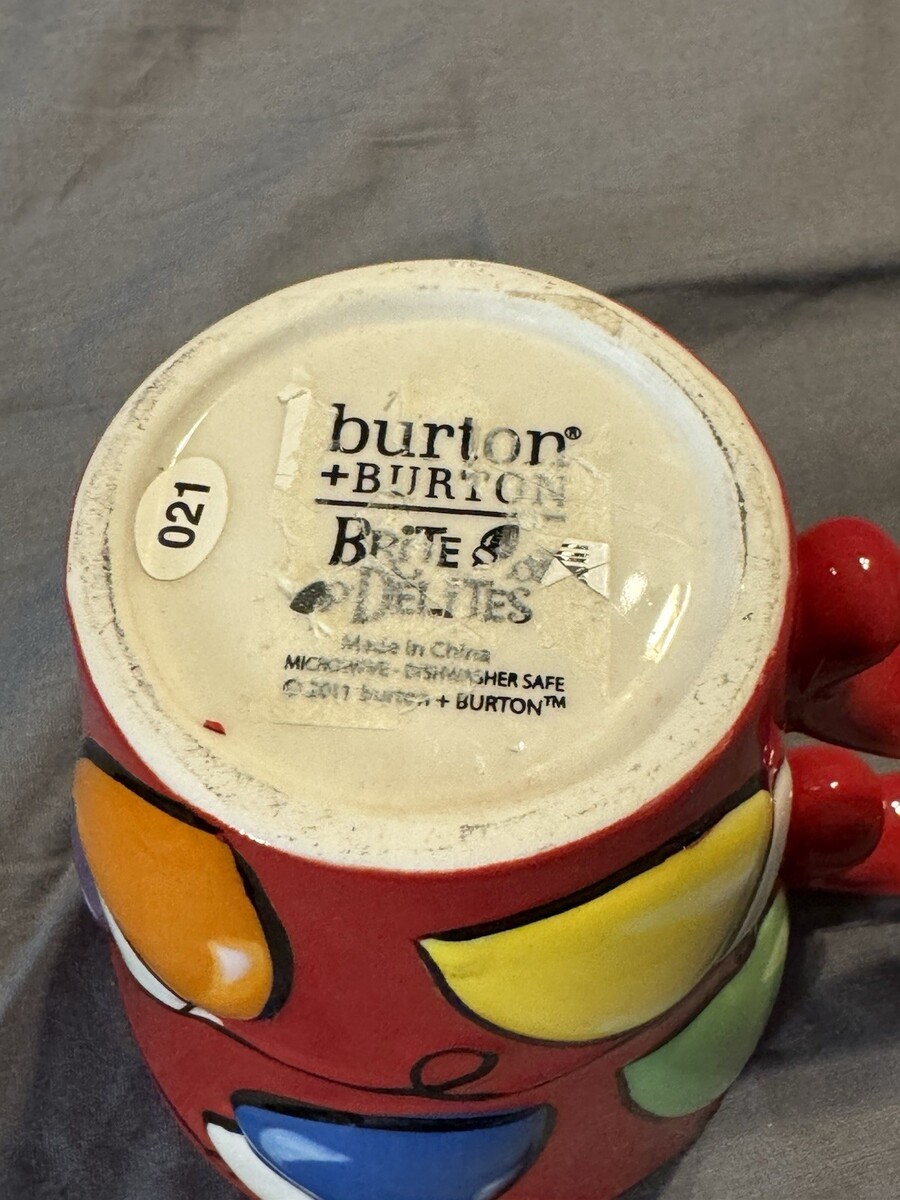 burton®
+BURTON
BRITE
DELITES
Made in China
MICROWAVE - DISHWASHER SAFE
© 2011 burton + BURTON™
021